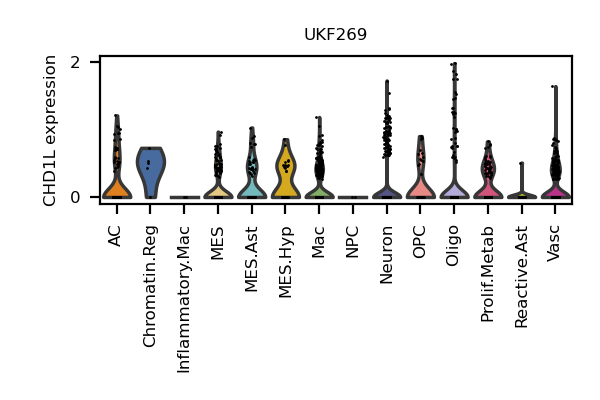 UKF269
CHD1L expression
2
0
AC
Chromatin.Reg
Inflammatory.Mac
MES
MES.Ast
MES.Hyp
Mac
NPC
Neuron
OPC
Oligo
Prolif.Metab
Reactive.Ast
Vasc